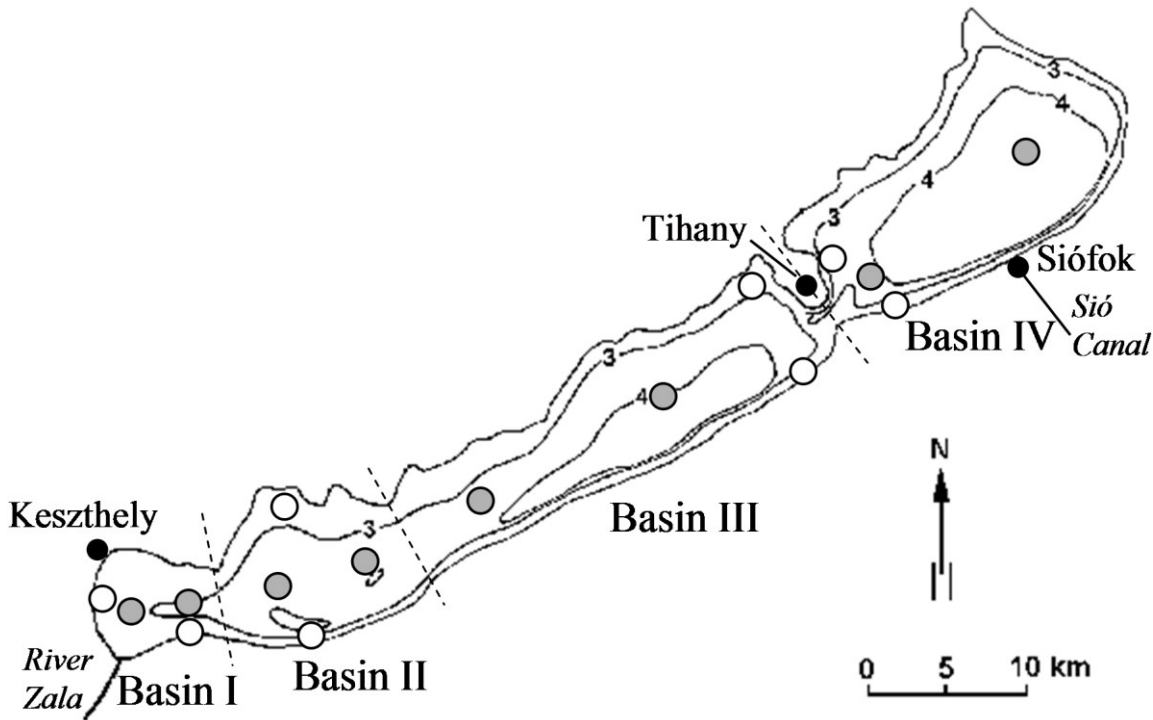 3
4
4
3
Tihany
Siófok
Sió
Canal
Basin IV
3
4
N
Basin III
Keszthely
3
River
Zala
Basin I
Basin II
0 5 10 km